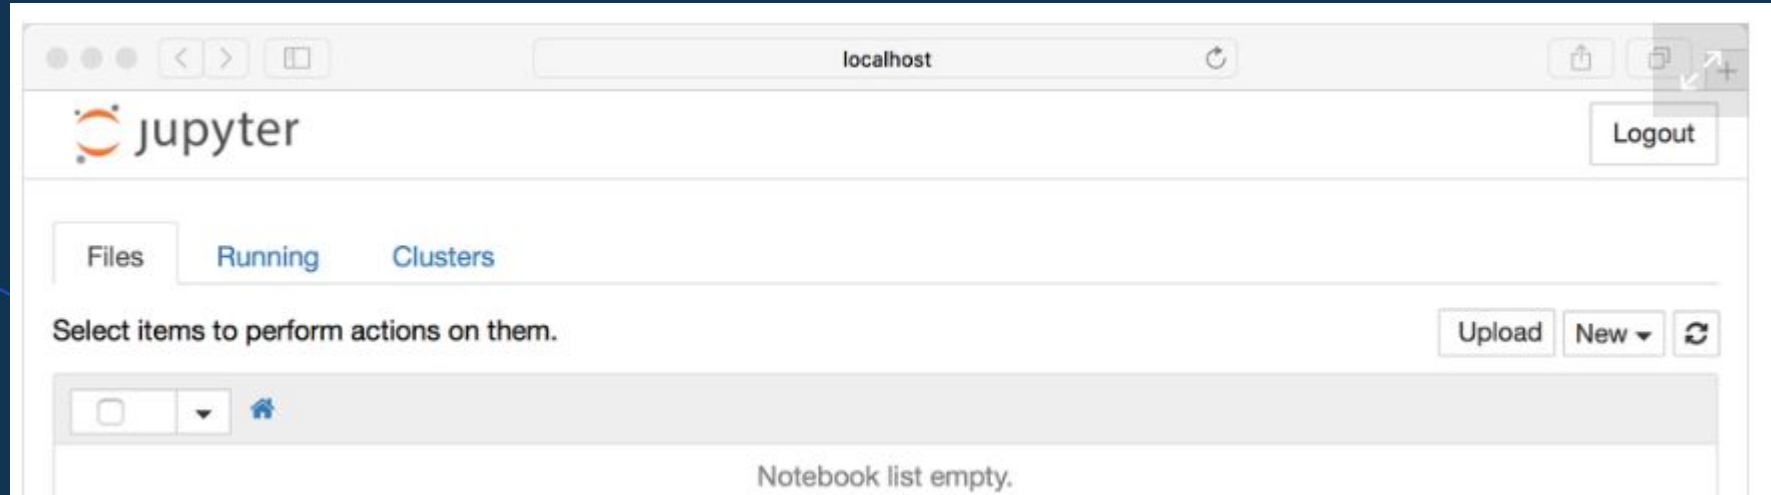 localhost
jupyter
Logout
Files Running Clusters
Select items to perform actions on them.
Upload New
Notebook list empty.